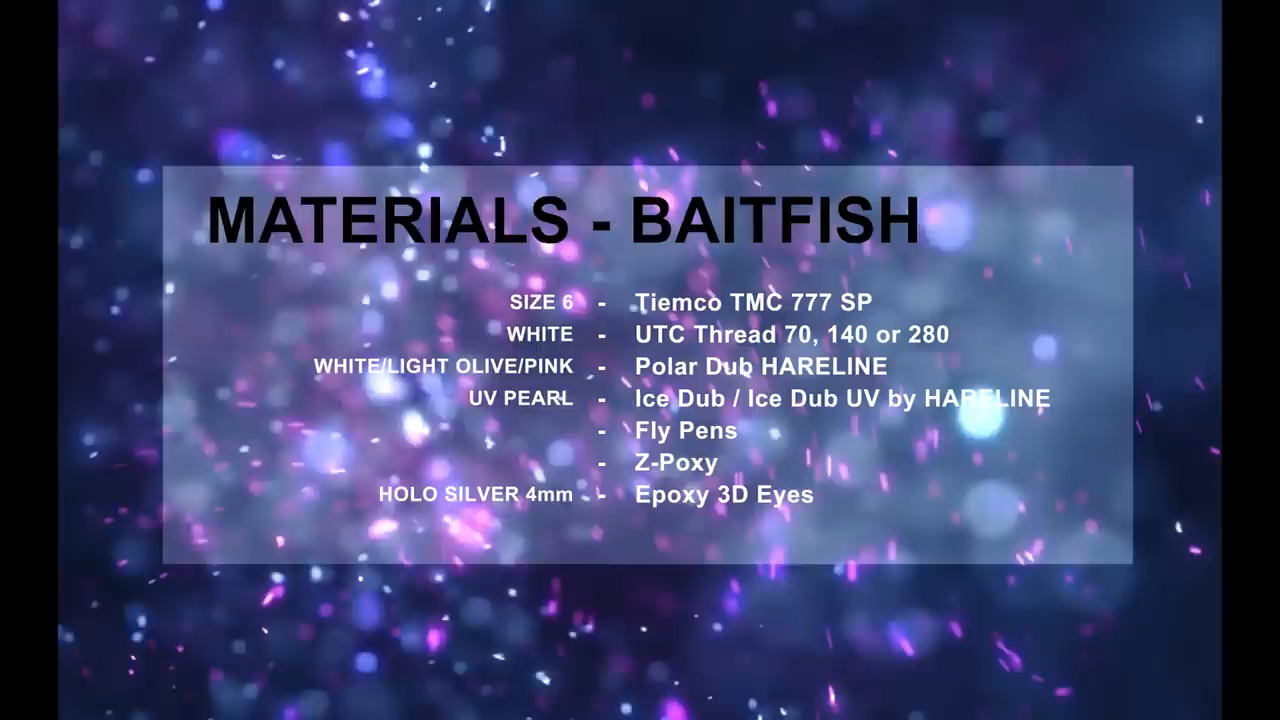 MATERIALS - BAITFISH
SIZE 6 - Tiemco TMC 777 SP
WHITE - UTC Thread 70, 140 or 280
WHITE/LIGHT OLIVE/PINK - Polar Dub HARELINE
UV PEARL - Ice Dub / Ice Dub UV by HARELINE
- Fly Pens
- Z-Poxy
HOLO SILVER 4mm - Epoxy 3D Eyes